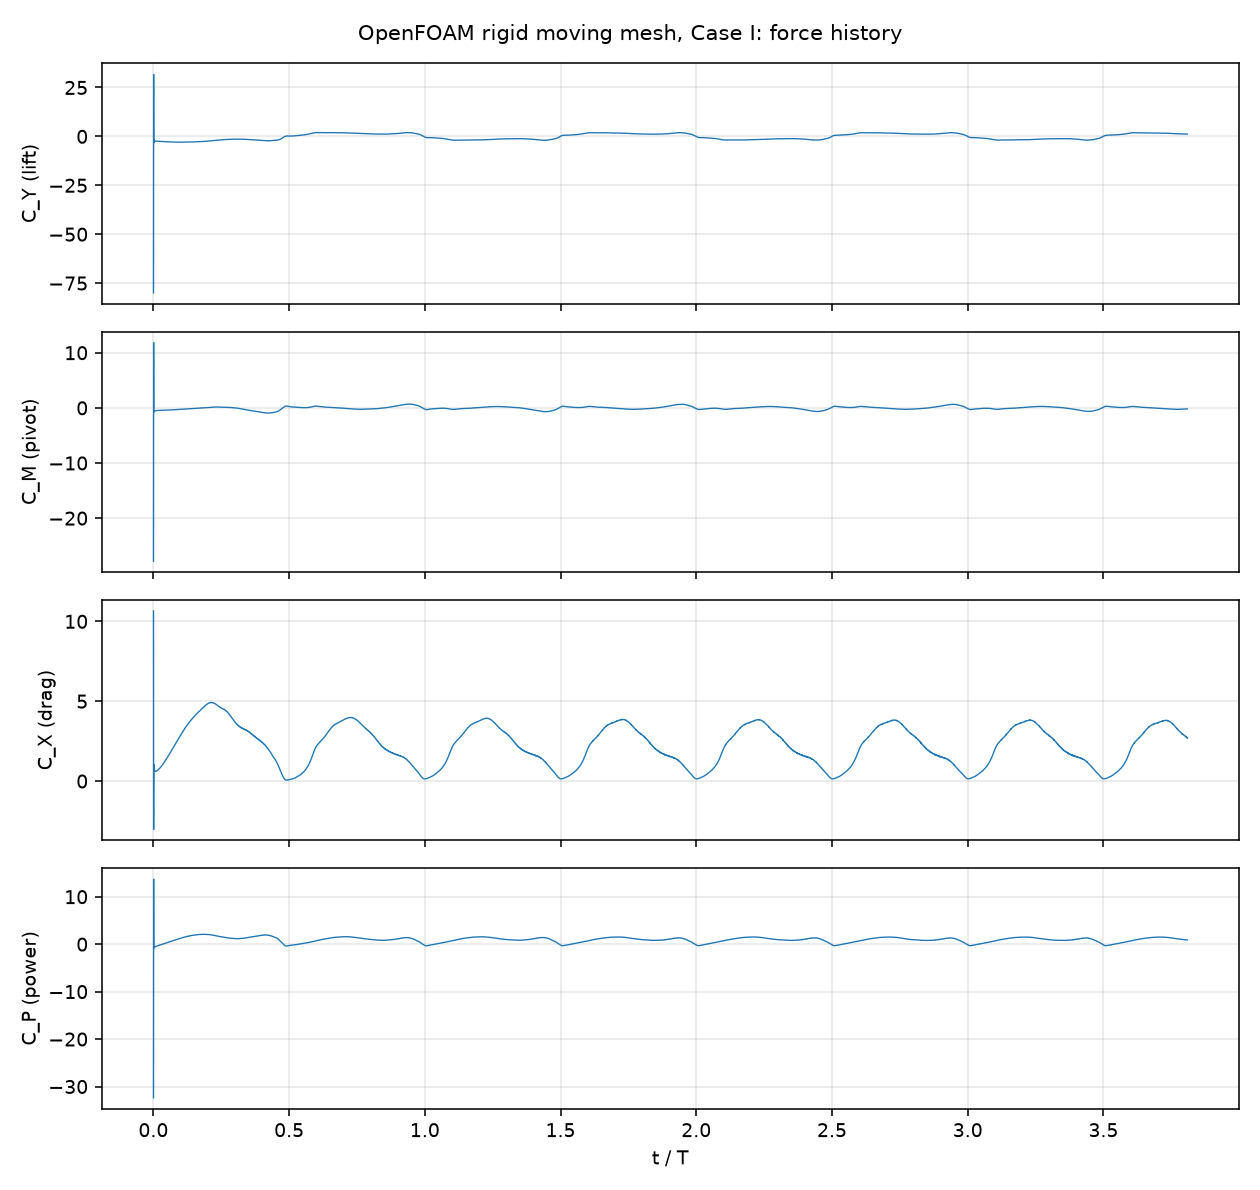 OpenFOAM rigid moving mesh, Case I: force history
C_Y (lift)
25
0
−25
−50
−75
C_M (pivot)
10
0
−10
−20
C_X (drag)
10
5
0
C_P (power)
10
0
−10
−20
−30
0.0 0.5 1.0 1.5 2.0 2.5 3.0 3.5
t / T